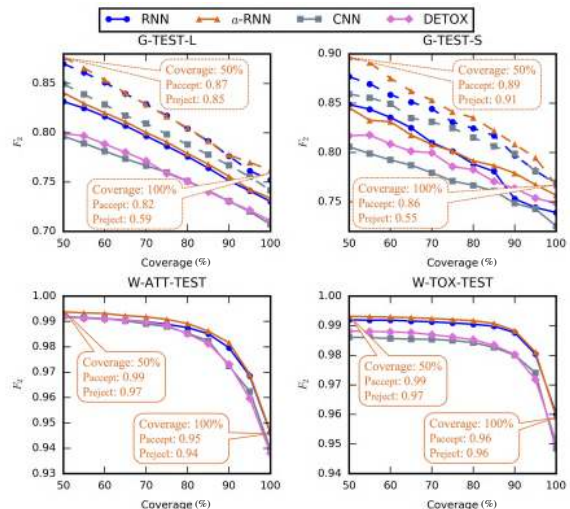 RNN a-RNN CNN DETOX
G-TEST-L
F2
0.85
0.80
0.75
0.70
50 60 70 80 90 100
Coverage (%)
Coverage: 50%
Paccept: 0.87
Preject: 0.85
Coverage: 100%
Paccept: 0.82
Preject: 0.59
G-TEST-S
F2
0.90
0.85
0.80
0.75
50 60 70 80 90 100
Coverage (%)
Coverage: 50%
Paccept: 0.89
Preject: 0.91
Coverage: 100%
Paccept: 0.86
Preject: 0.55
W-ATT-TEST
F2
1.00
0.99
0.98
0.97
0.96
0.95
0.94
0.93
50 60 70 80 90 100
Coverage (%)
Coverage: 50%
Paccept: 0.99
Preject: 0.97
Coverage: 100%
Paccept: 0.95
Preject: 0.94
W-TOX-TEST
F2
1.00
0.99
0.98
0.97
0.96
0.95
0.94
50 60 70 80 90 100
Coverage (%)
Coverage: 50%
Paccept: 0.99
Preject: 0.97
Coverage: 100%
Paccept: 0.96
Preject: 0.96